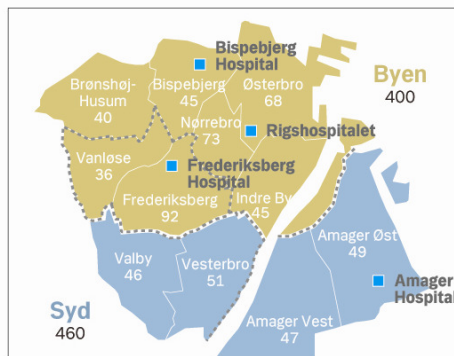 Bispebjerg
Hospital
Brønshøj-
Husum
40
Bispebjerg
45
Østerbro
68
Byen
400
Nørrebro
73
Rigshospitalet
Vanløse
36
Frederiksberg
Hospital
Frederiksberg
92
Indre By
45
Amager Øst
49
Valby
46
Vesterbro
51
Amager
Hospital
Syd
460
Amager Vest
47